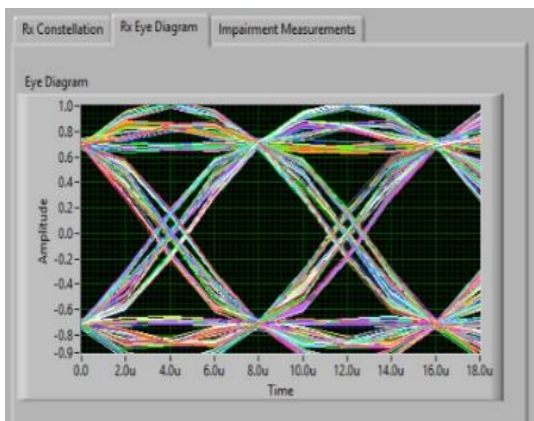 Rx Constellation Rx Eye Diagram Impairment Measurements
Eye Diagram
1.0-
0.8-
0.6-
0.4-
0.2-
0.0-
-0.2-
-0.4-
-0.6-
-0.8-
-0.9-
Amplitude
0.0 2.0u 4.0u 6.0u 8.0u 10.0u 12.0u 14.0u 16.0u 18.0u
Time